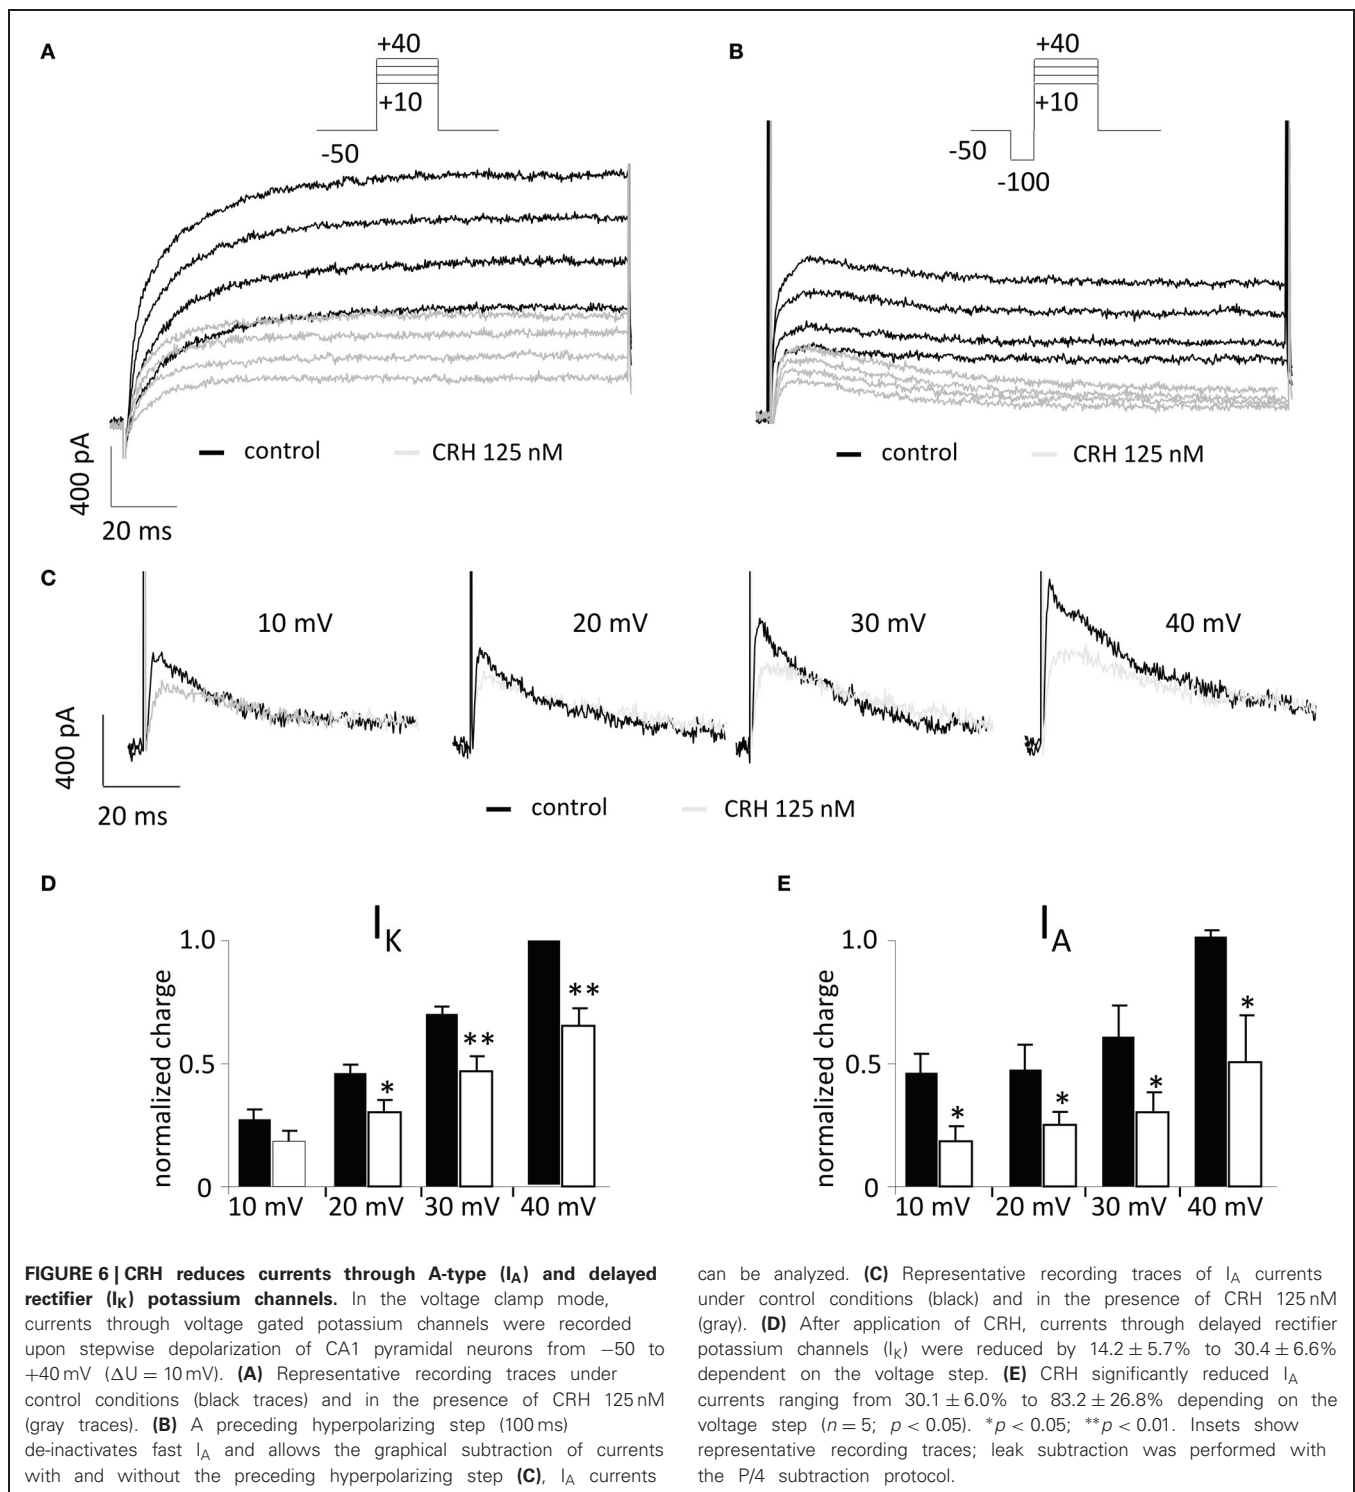 A
+40
+10
-50
control
CRH 125 nM
400 pA
20 ms
B
+40
+10
-50
-100
control
CRH 125 nM
C
10 mV
20 mV
30 mV
40 mV
400 pA
20 ms
control
CRH 125 nM
D
IK
normalized charge
1.0
0.5
0
*
**
**
10 mV
20 mV
30 mV
40 mV
E
IA
normalized charge
1.0
0.5
0
*
*
*
*
10 mV
20 mV
30 mV
40 mV
FIGURE 6 | CRH reduces currents through A-type (IA) and delayed
rectifier (IK) potassium channels. In the voltage clamp mode,
currents through voltage gated potassium channels were recorded
upon stepwise depolarization of CA1 pyramidal neurons from −50 to
+40 mV (ΔU = 10 mV). (A) Representative recording traces under
control conditions (black traces) and in the presence of CRH 125 nM
(gray traces). (B) A preceding hyperpolarizing step (100 ms)
de-inactivates fast IA and allows the graphical subtraction of currents
with and without the preceding hyperpolarizing step (C), IA currents
can be analyzed. (C) Representative recording traces of IA currents
under control conditions (black) and in the presence of CRH 125 nM
(gray). (D) After application of CRH, currents through delayed rectifier
potassium channels (IK) were reduced by 14.2 ± 5.7% to 30.4 ± 6.6%
dependent on the voltage step. (E) CRH significantly reduced IA
currents ranging from 30.1 ± 6.0% to 83.2 ± 26.8% depending on the
voltage step (n = 5; p < 0.05). *p < 0.05; **p < 0.01. Insets show
representative recording traces; leak subtraction was performed with
the P/4 subtraction protocol.